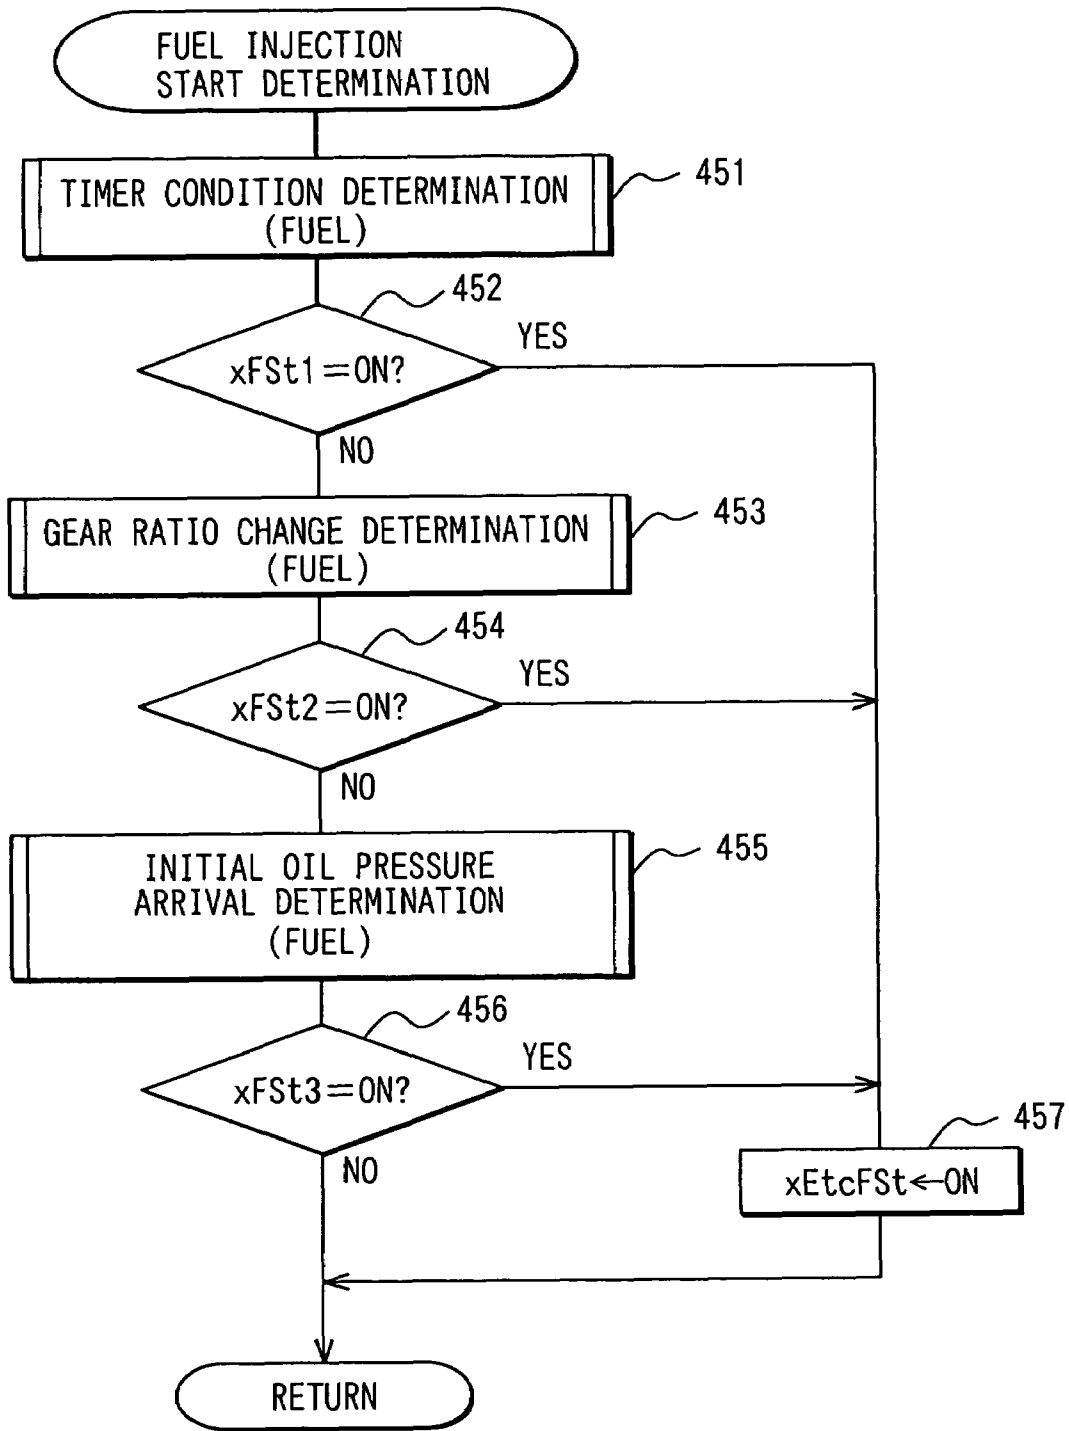 FUEL INJECTION
START DETERMINATION
TIMER CONDITION DETERMINATION
(FUEL)
451
452
xFSt1=ON?
YES
NO
GEAR RATIO CHANGE DETERMINATION
(FUEL)
453
454
xFSt2=ON?
YES
NO
INITIAL OIL PRESSURE
ARRIVAL DETERMINATION
(FUEL)
455
456
xFSt3=ON?
YES
NO
457
xEtcFSt←ON
RETURN